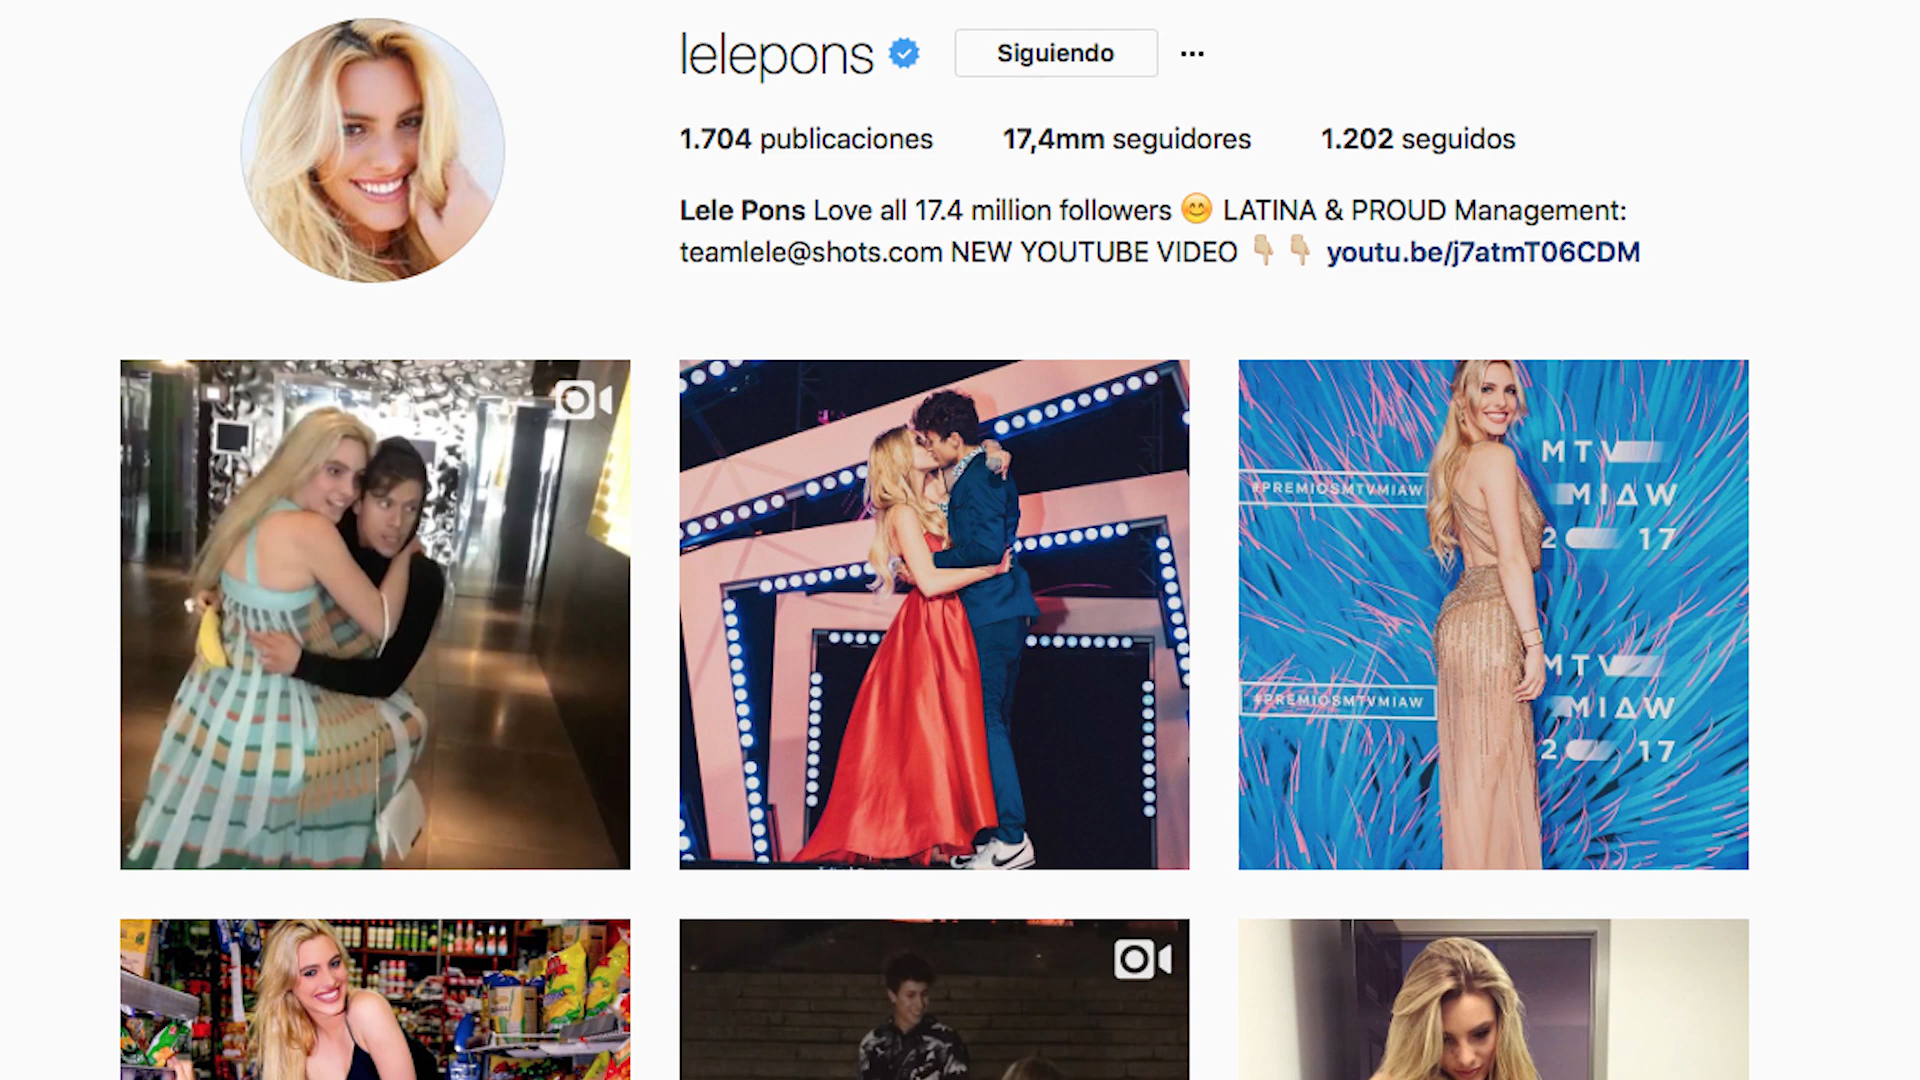 lelepons Siguiendo
1.704 publicaciones 17,4mm seguidores 1.202 seguidos
Lele Pons Love all 17.4 million followers 😊 LATINA & PROUD Management:
teamlele@shots.com NEW YOUTUBE VIDEO 👇🏼 👇🏼 youtu.be/j7atmT06CDM
MTV
#PREMIOSMTVMIAW MIAW
2 17
MTV
#PREMIOSMTVMIAW MIAW
2 17